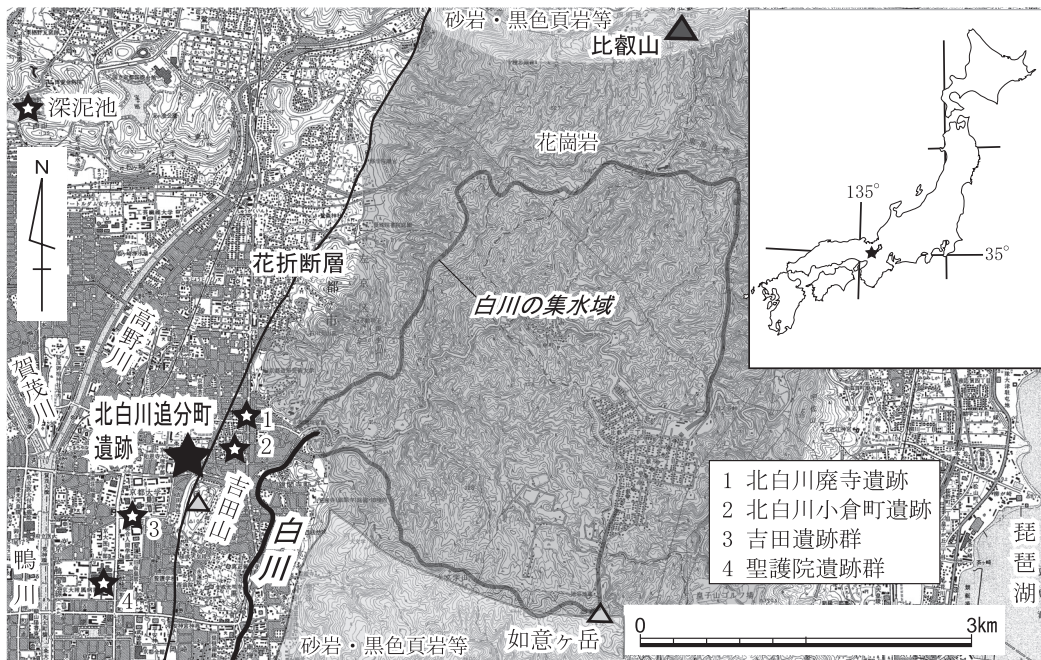 砂岩・黒色頁岩等
比叡山
深泥池
花崗岩
N
135°
35°
花折断層
白川の集水域
高野川
賀茂川
北白川追分町
遺跡
1
2
吉田山
白川
3
4
鴨川
1 北白川廃寺遺跡
2 北白川小倉町遺跡
3 吉田遺跡群
4 聖護院遺跡群
琵琶湖
砂岩・黒色頁岩等
如意ヶ岳
0
3km